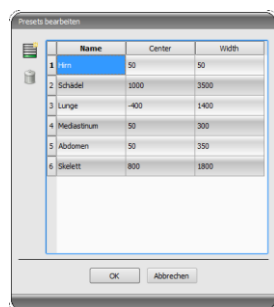 Presets bearbeiten
Name Center Width
1 Hirn 50 50
2 Schädel 1000 3500
3 Lunge -400 1400
4 Mediastinum 50 300
5 Abdomen 50 350
6 Skelett 800 1800
OK Abbrechen